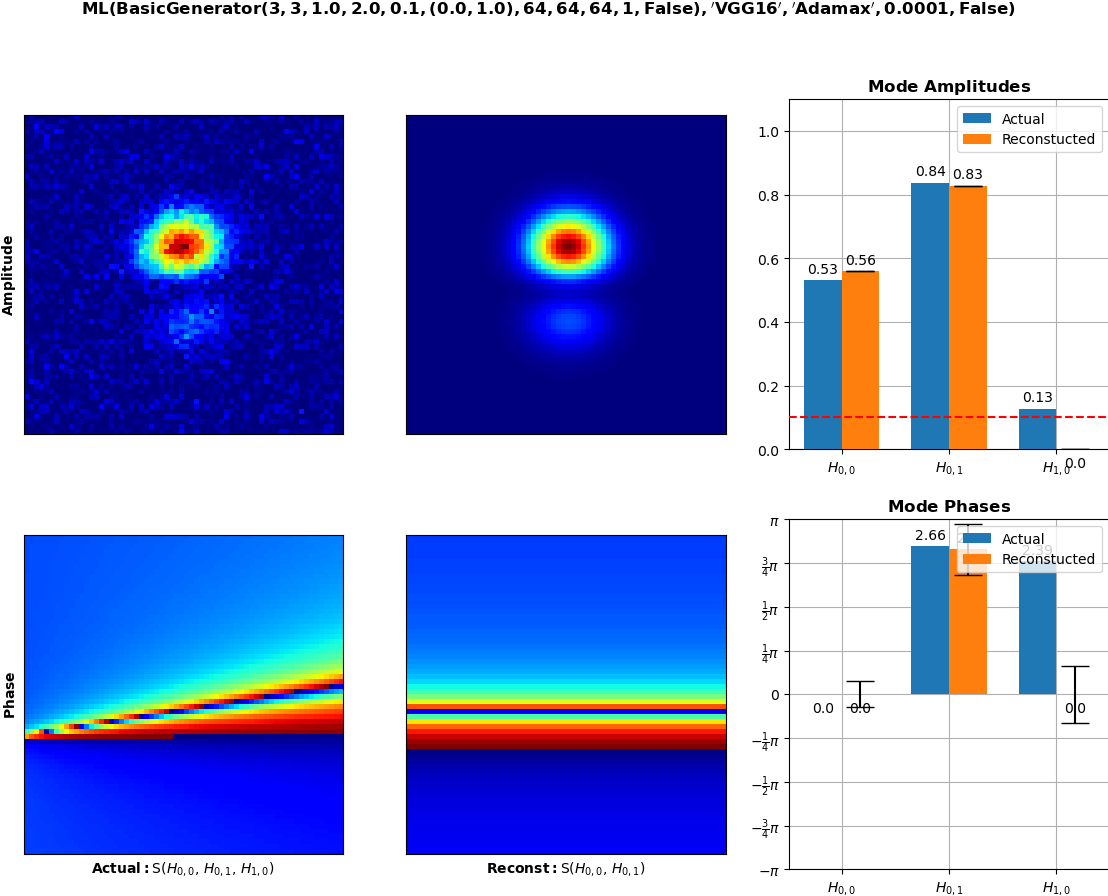 ML(BasicGenerator(3, 3, 1.0, 2.0, 0.1, (0.0, 1.0), 64, 64, 64, 1, False), ′VGG16′, ′Adamax′, 0.0001, False)
Amplitude
Mode Amplitudes
Actual
Reconstucted
1.0
0.8
0.6
0.4
0.2
0.0
0.53
0.56
0.84
0.83
0.13
0.0
H0,0
H0,1
H1,0
Phase
Actual: S(H0,0, H0,1, H1,0)
Reconst: S(H0,0, H0,1)
Mode Phases
Actual
Reconstucted
π
3/4π
1/2π
1/4π
0
−1/4π
−1/2π
−3/4π
−π
0.0
0.0
2.66
2.39
0.0
H0,0
H0,1
H1,0